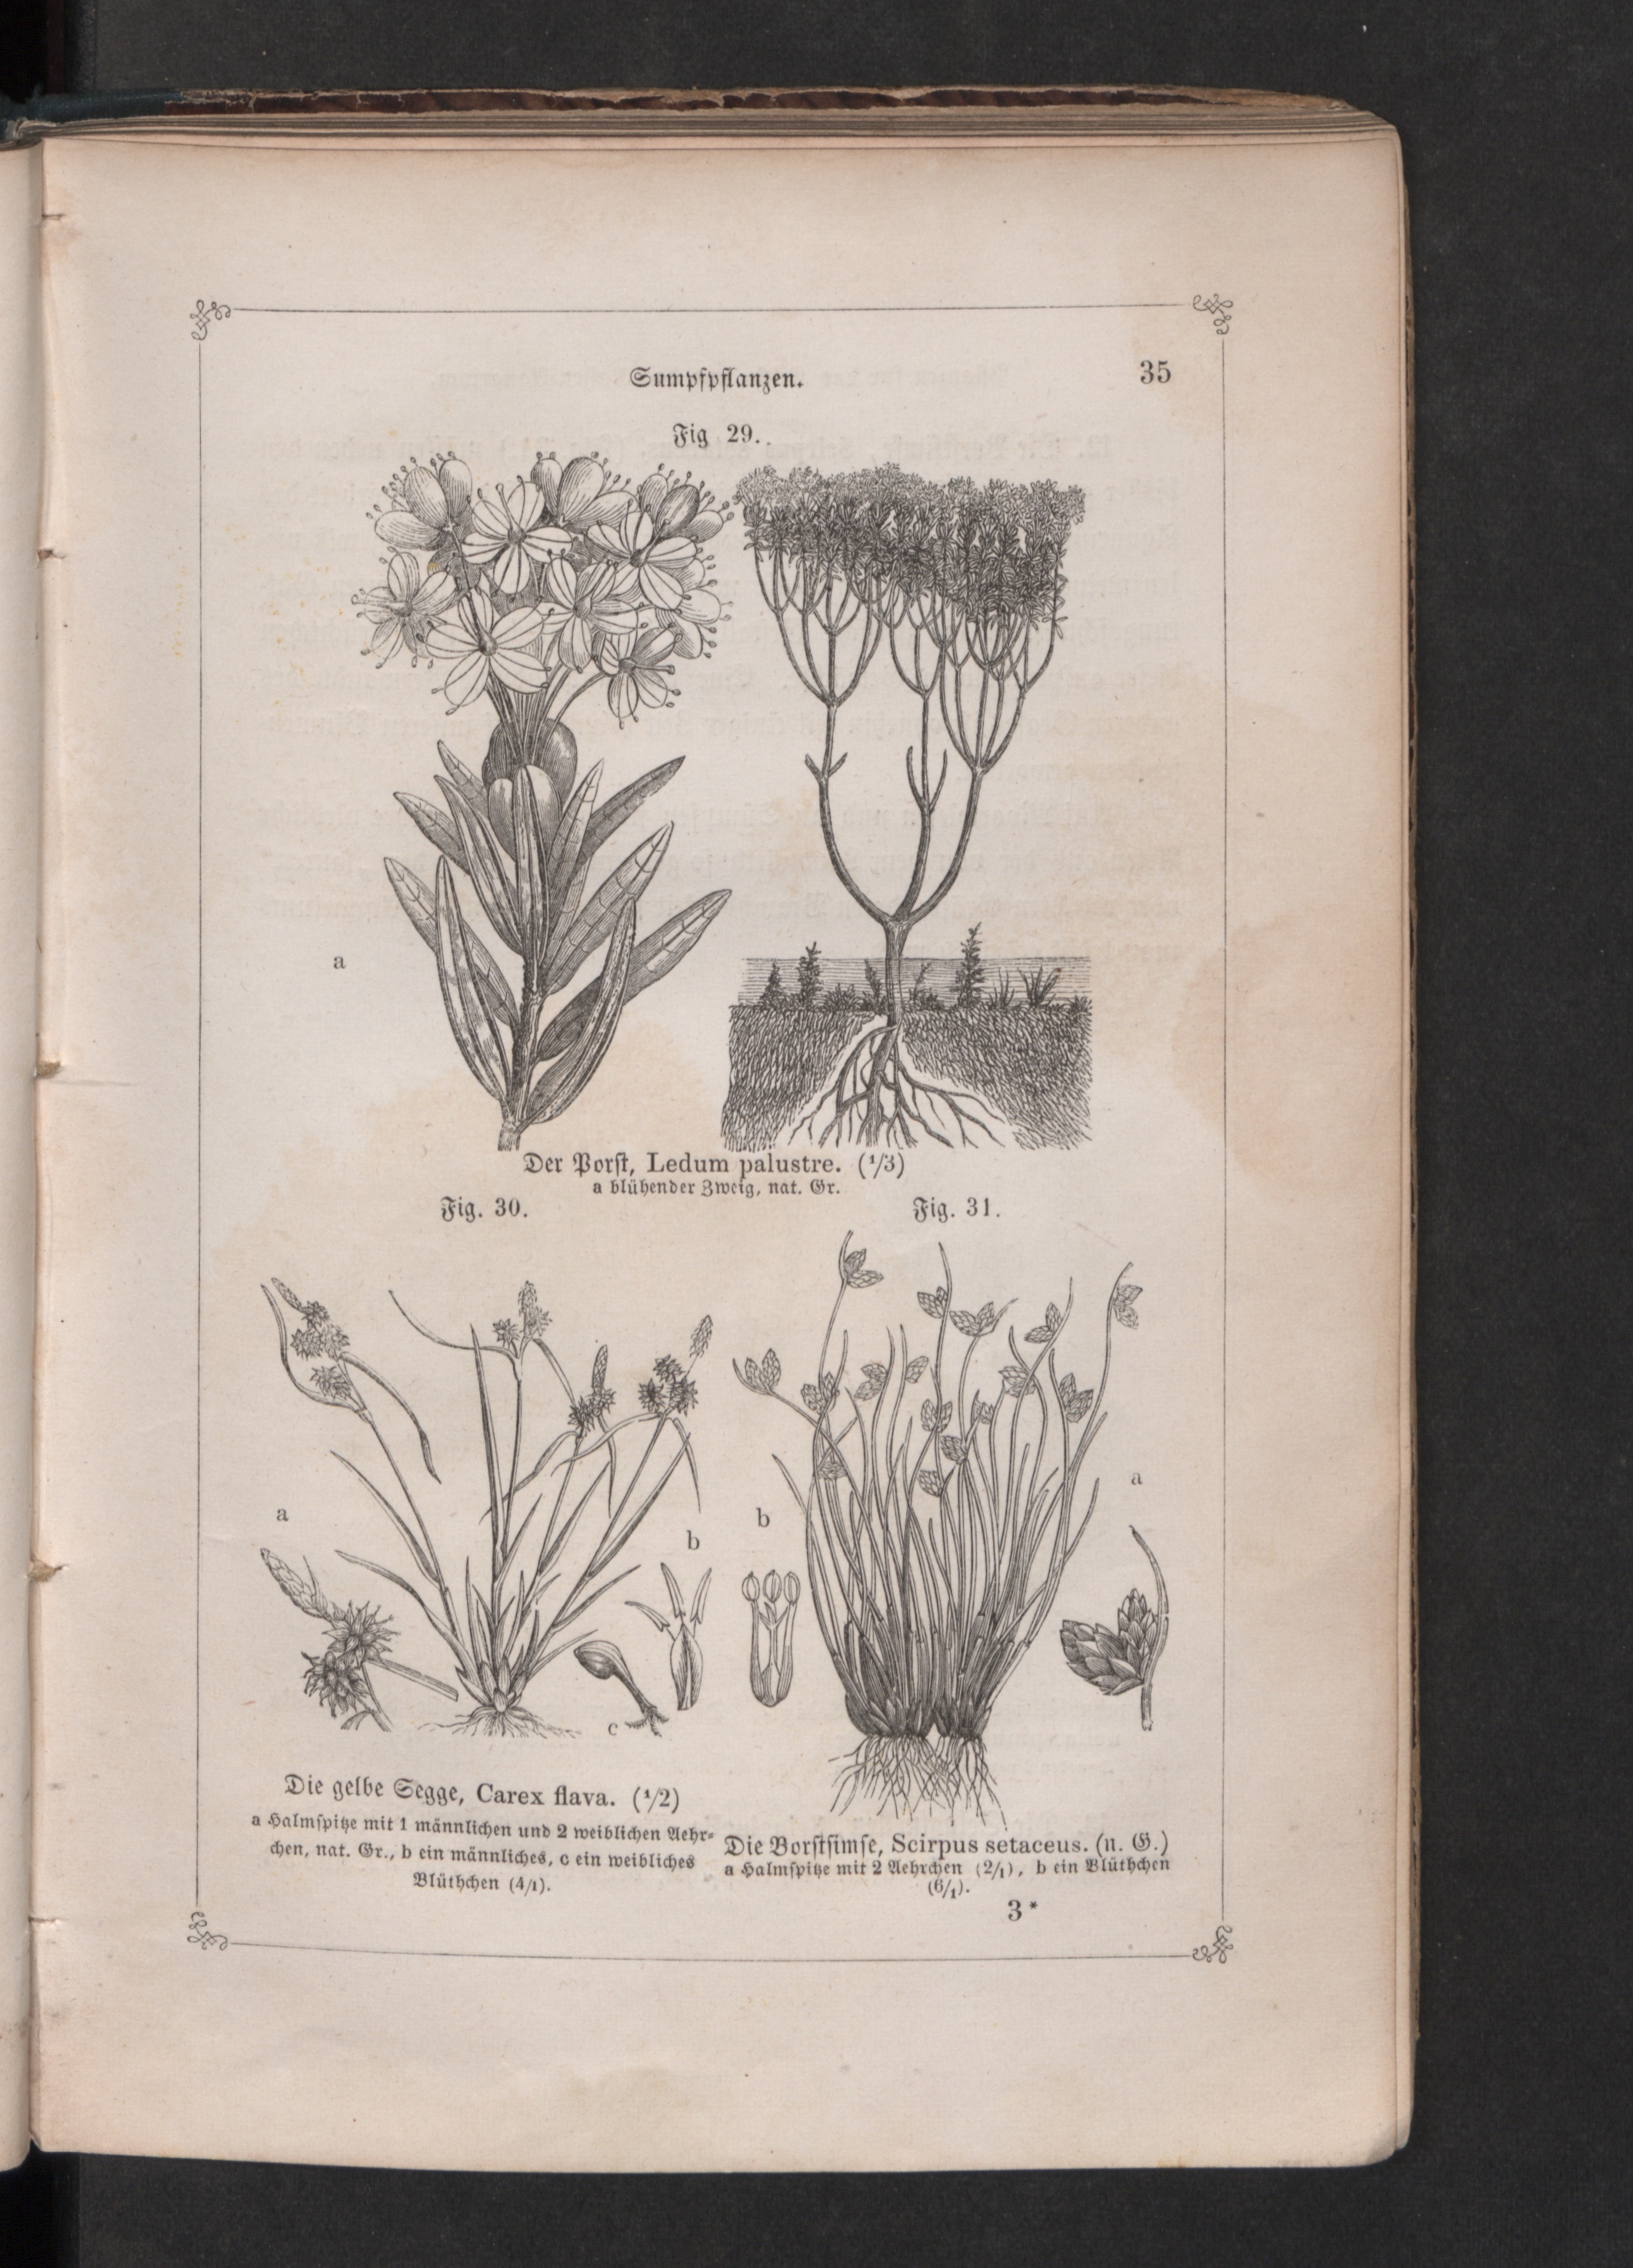 Sumpfpflanzen.
35
Fig 29.
a
Der Porst, Ledum palustre. (1/3)
a blühender Zweig, nat. Gr.
Fig. 30.
Fig. 31.
a
b
c
b
a
Die gelbe Segge, Carex flava. (1/2)
a Halmspitze mit 1 männlichen und 2 weiblichen Aehr-
chen, nat. Gr., b ein männliches, c ein weibliches
Blüthchen (4/1).
Die Borstsimse, Scirpus setaceus. (n. G.)
a Halmspitze mit 2 Aehrchen (2/1), b ein Blüthchen
(6/1).
3*